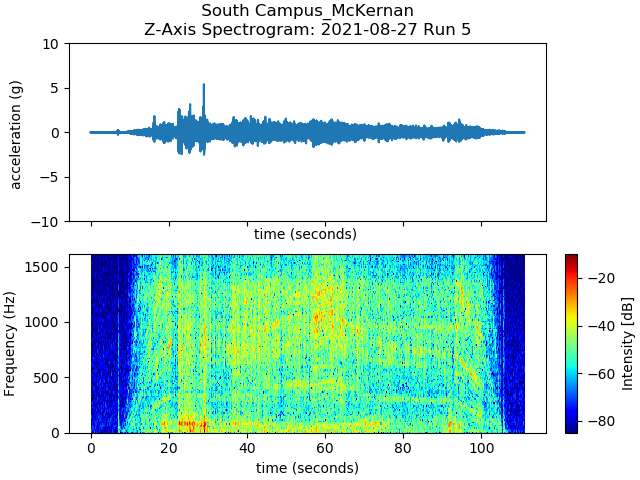 South Campus_McKernan
Z-Axis Spectrogram: 2021-08-27 Run 5
10
5
0
−5
−10
acceleration (g)
time (seconds)
1500
1000
500
0
Frequency (Hz)
0 20 40 60 80 100
time (seconds)
−20
−40
−60
−80
Intensity [dB]